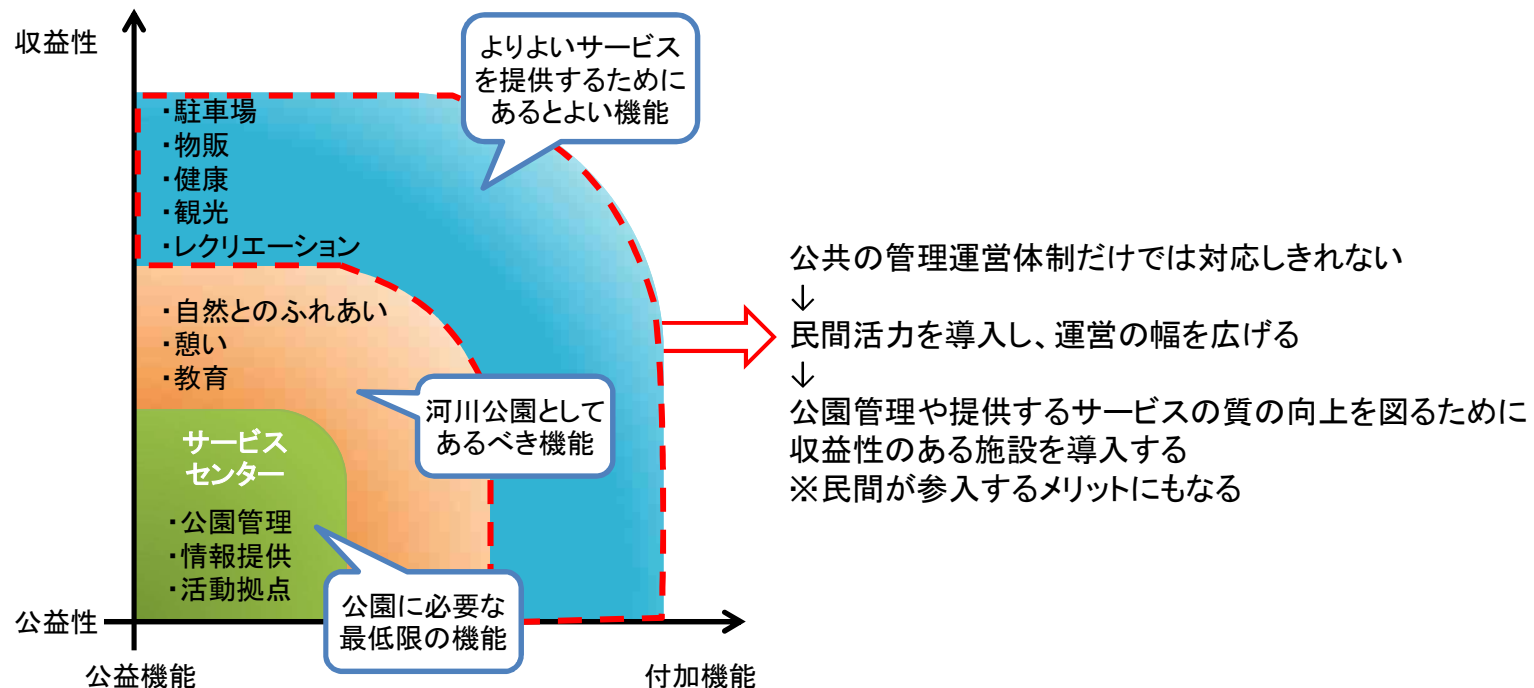 収益性
よりよいサービス
を提供するために
あるとよい機能
・駐車場
・物販
・健康
・観光
・レクリエーション
・自然とのふれあい
・憩い
・教育
河川公園として
あるべき機能
サービス
センター
・公園管理
・情報提供
・活動拠点
公園に必要な
最低限の機能
公益性
公益機能
付加機能
公共の管理運営体制だけでは対応しきれない
↓
民間活力を導入し、運営の幅を広げる
↓
公園管理や提供するサービスの質の向上を図るために
収益性のある施設を導入する
※民間が参入するメリットにもなる